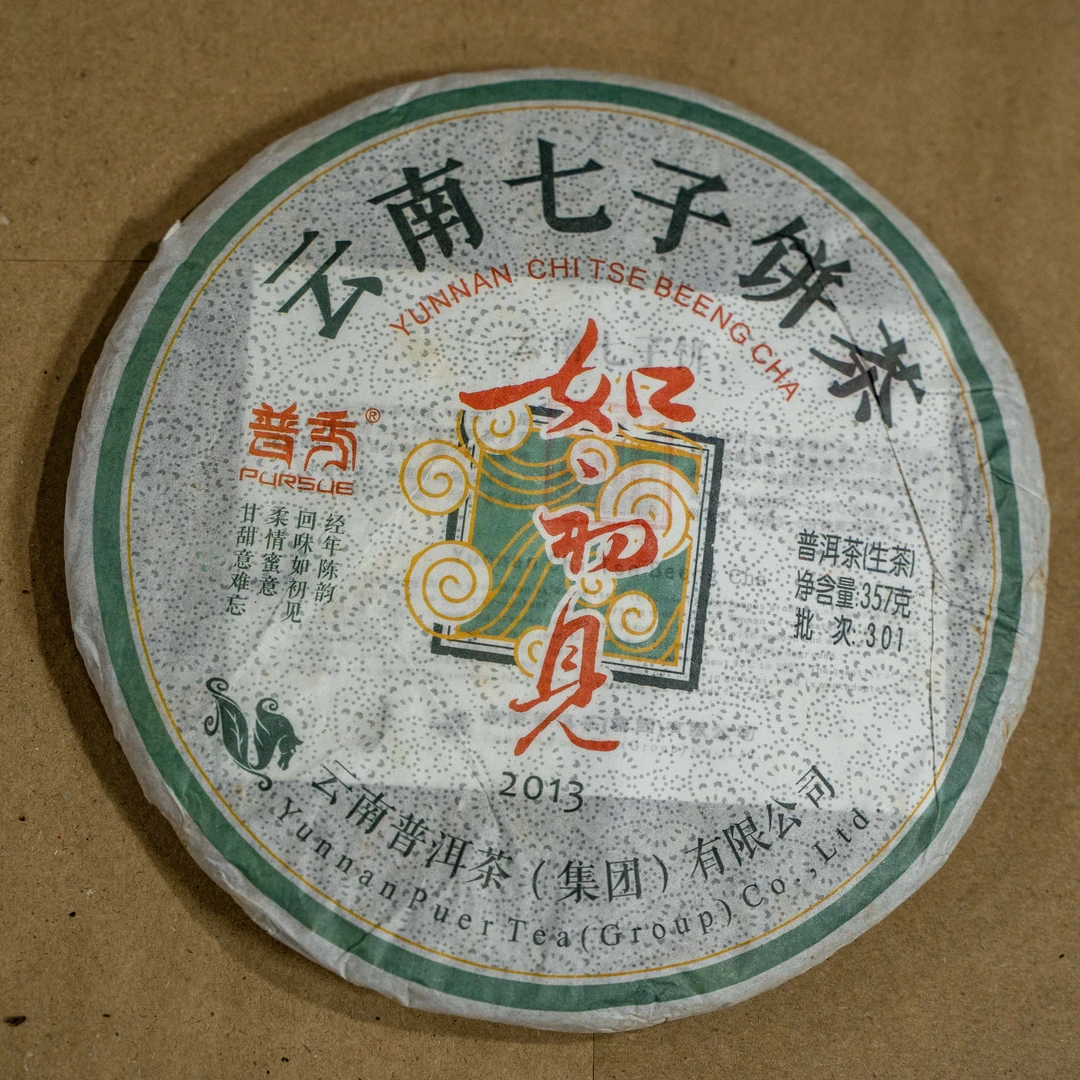 云南七子饼茶
YUNNAN CHI TSE BEENG CHA
如初见
普秀®
PURSUE
经年陈韵
回味如初见
柔情蜜意
甘甜意难忘
普洱茶(生茶)
净含量:357克
批 次:301
2013
云南普洱茶（集团）有限公司
Yunnan Puer Tea(Group) Co.,Ltd.